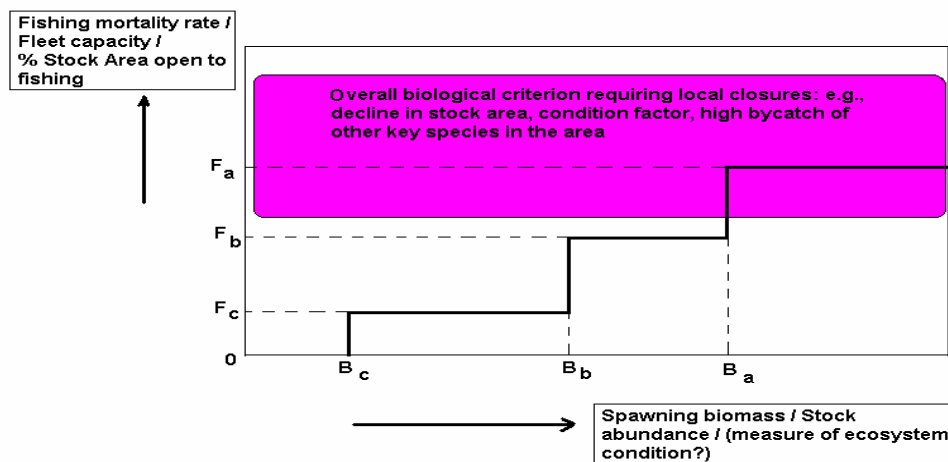 Fishing mortality rate /
Fleet capacity /
% Stock Area open to
fishing
Overall biological criterion requiring local closures: e.g.,
decline in stock area, condition factor, high bycatch of
other key species in the area
F a
F b
F c
0
B c
B b
B a
Spawning biomass / Stock
abundance / (measure of ecosystem
condition?)